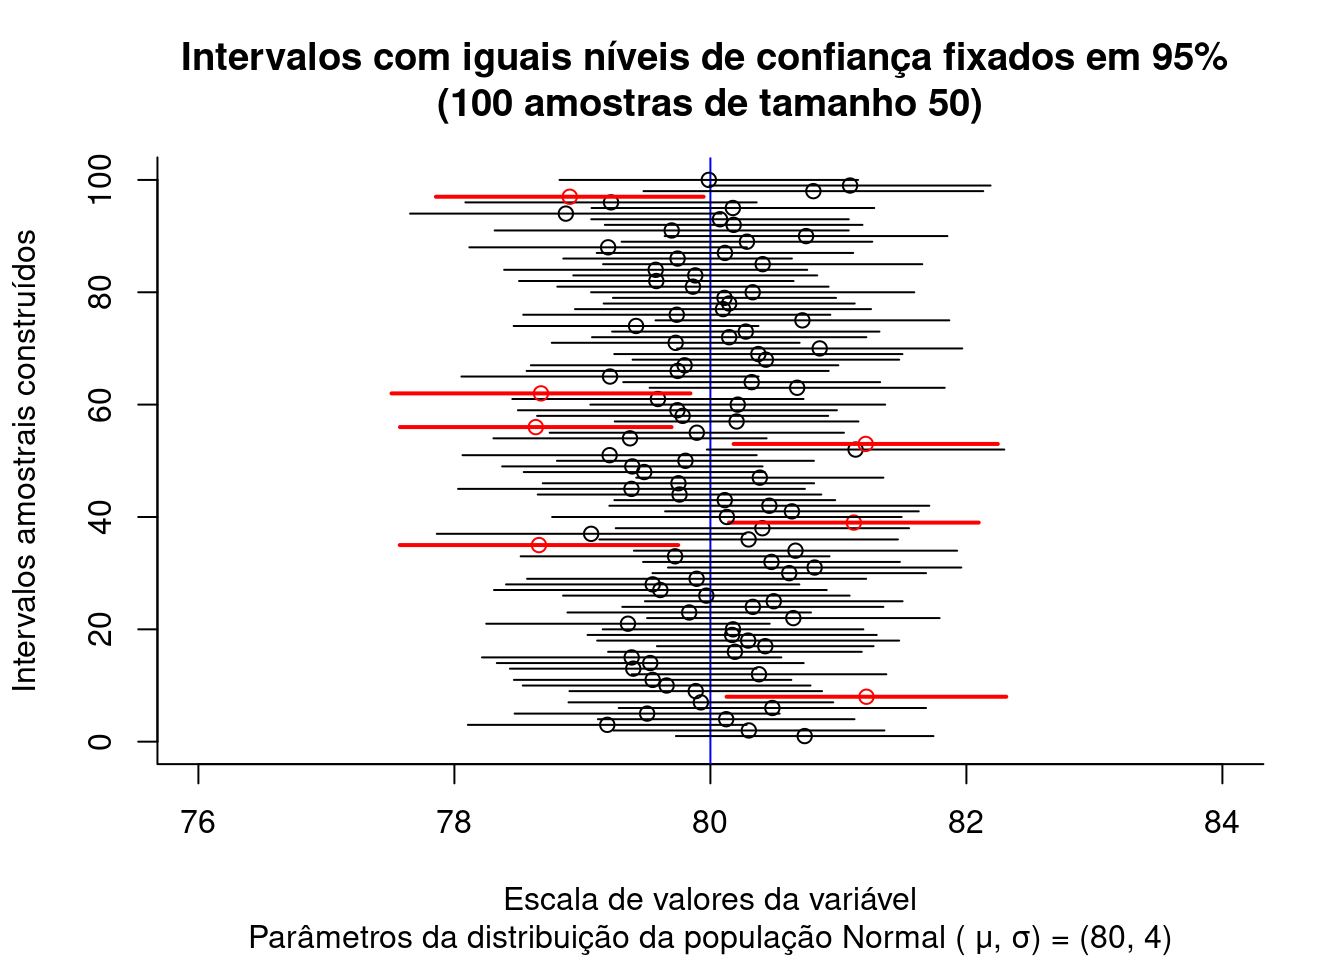 Intervalos com iguais níveis de confiança fixados em 95%
(100 amostras de tamanho 50)
Intervalos amostrais construídos
100
80
60
40
20
0
76 78 80 82 84
Escala de valores da variável
Parâmetros da distribuição da população Normal ( μ, σ) = (80, 4)